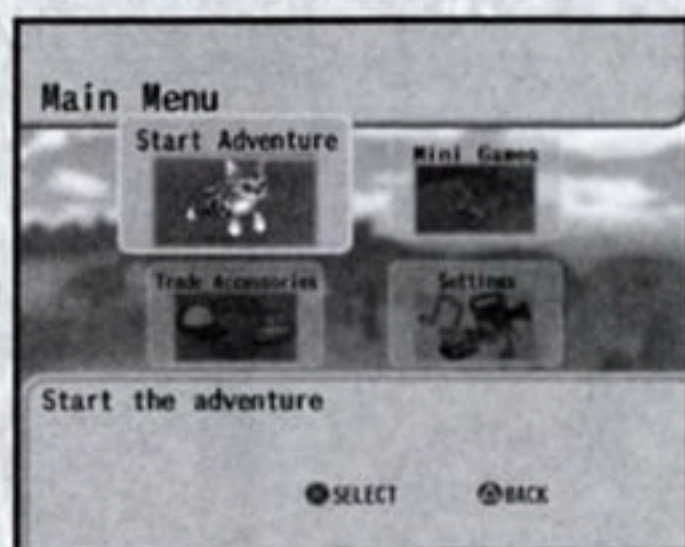 Main Menu
Start Adventure
Mini Games
Trade Accessories
Settings
Start the adventure
SELECT
BACK